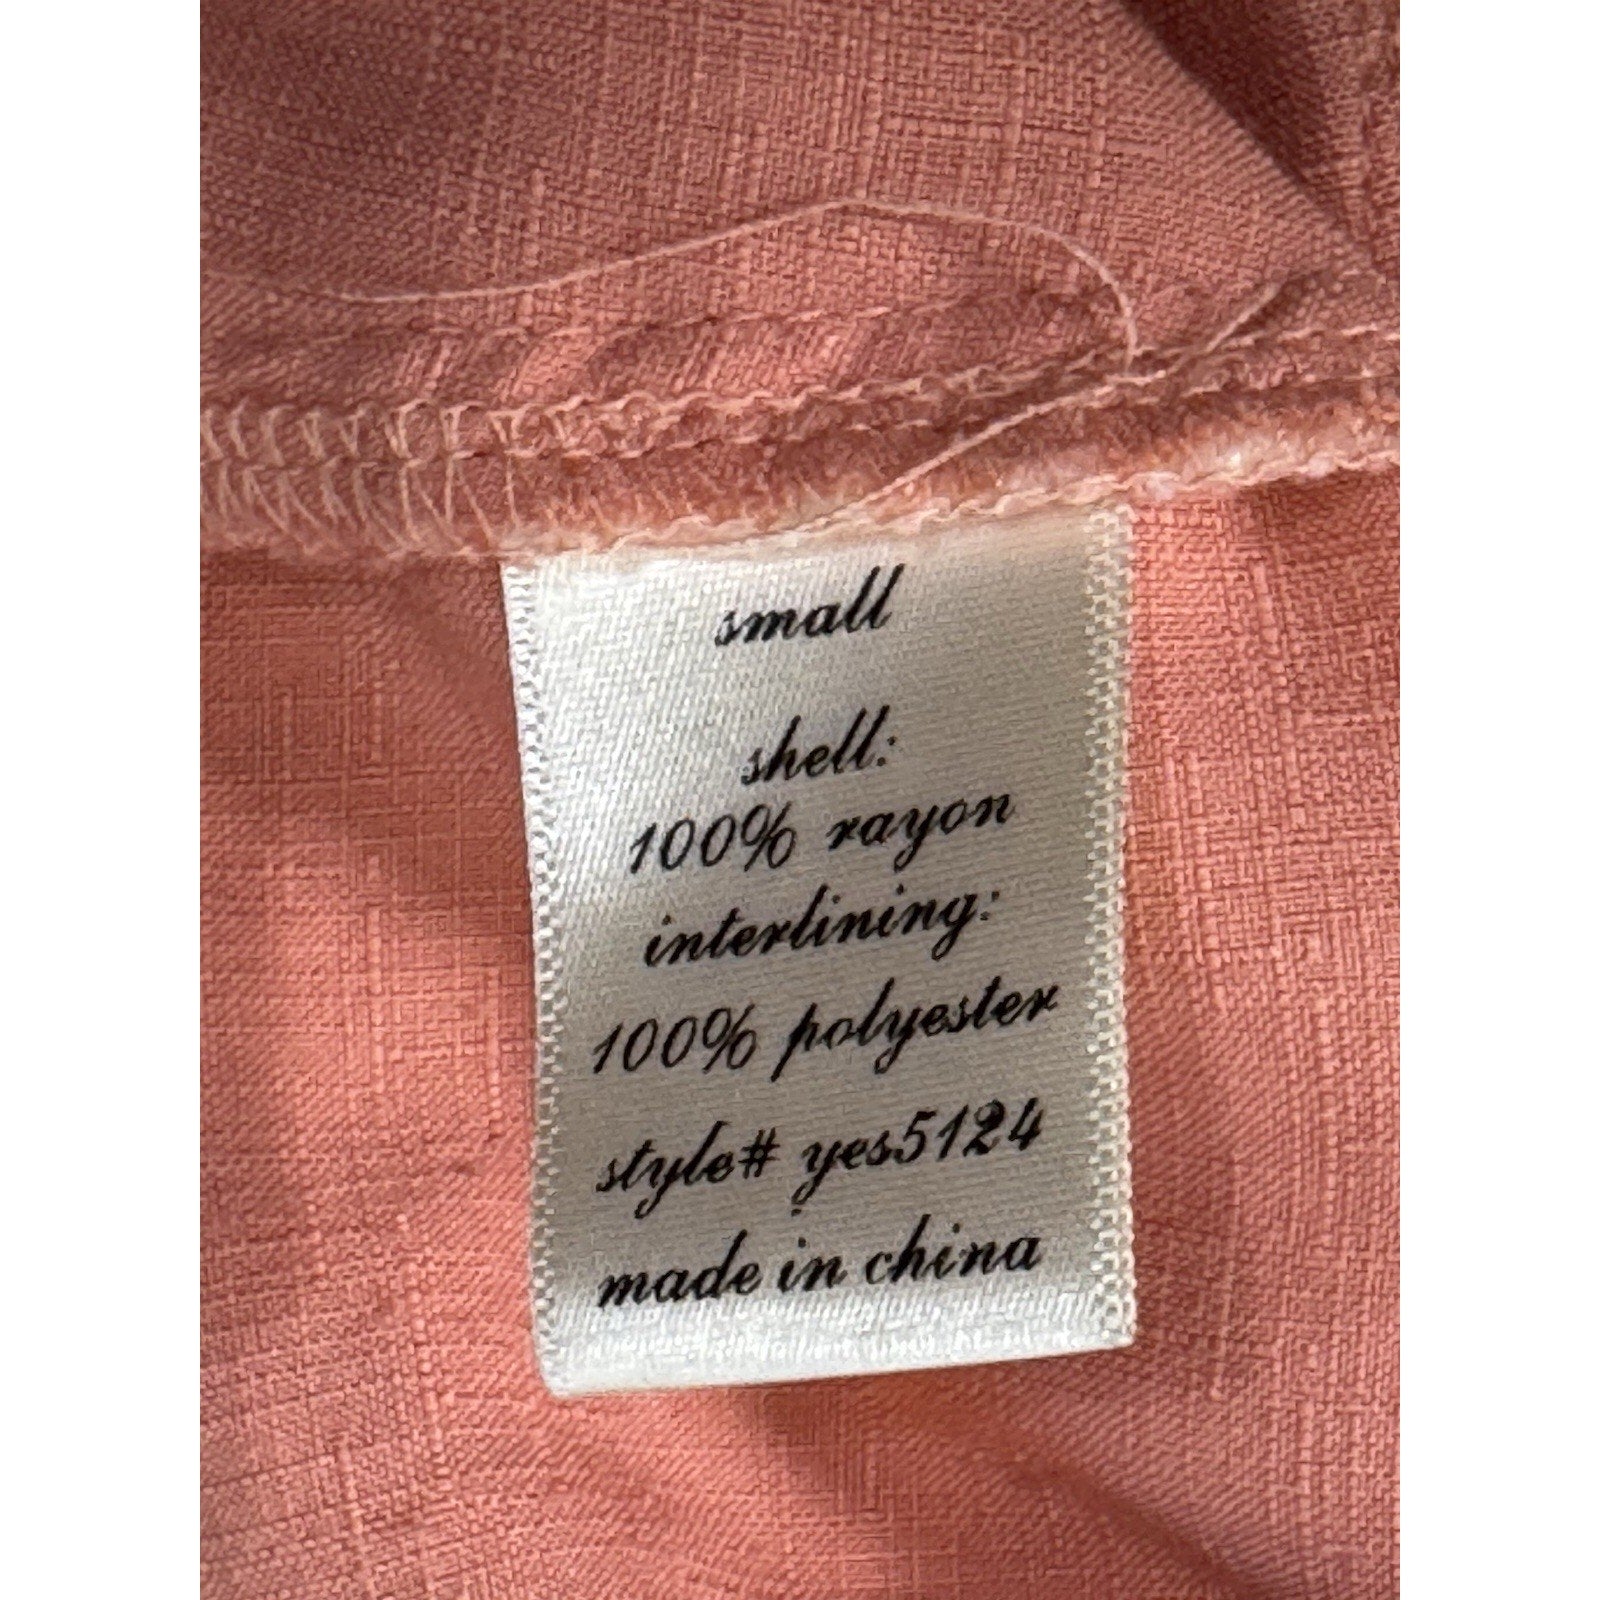 small
shell:
100% rayon
interlining:
100% polyester
style# yes5124
made in china